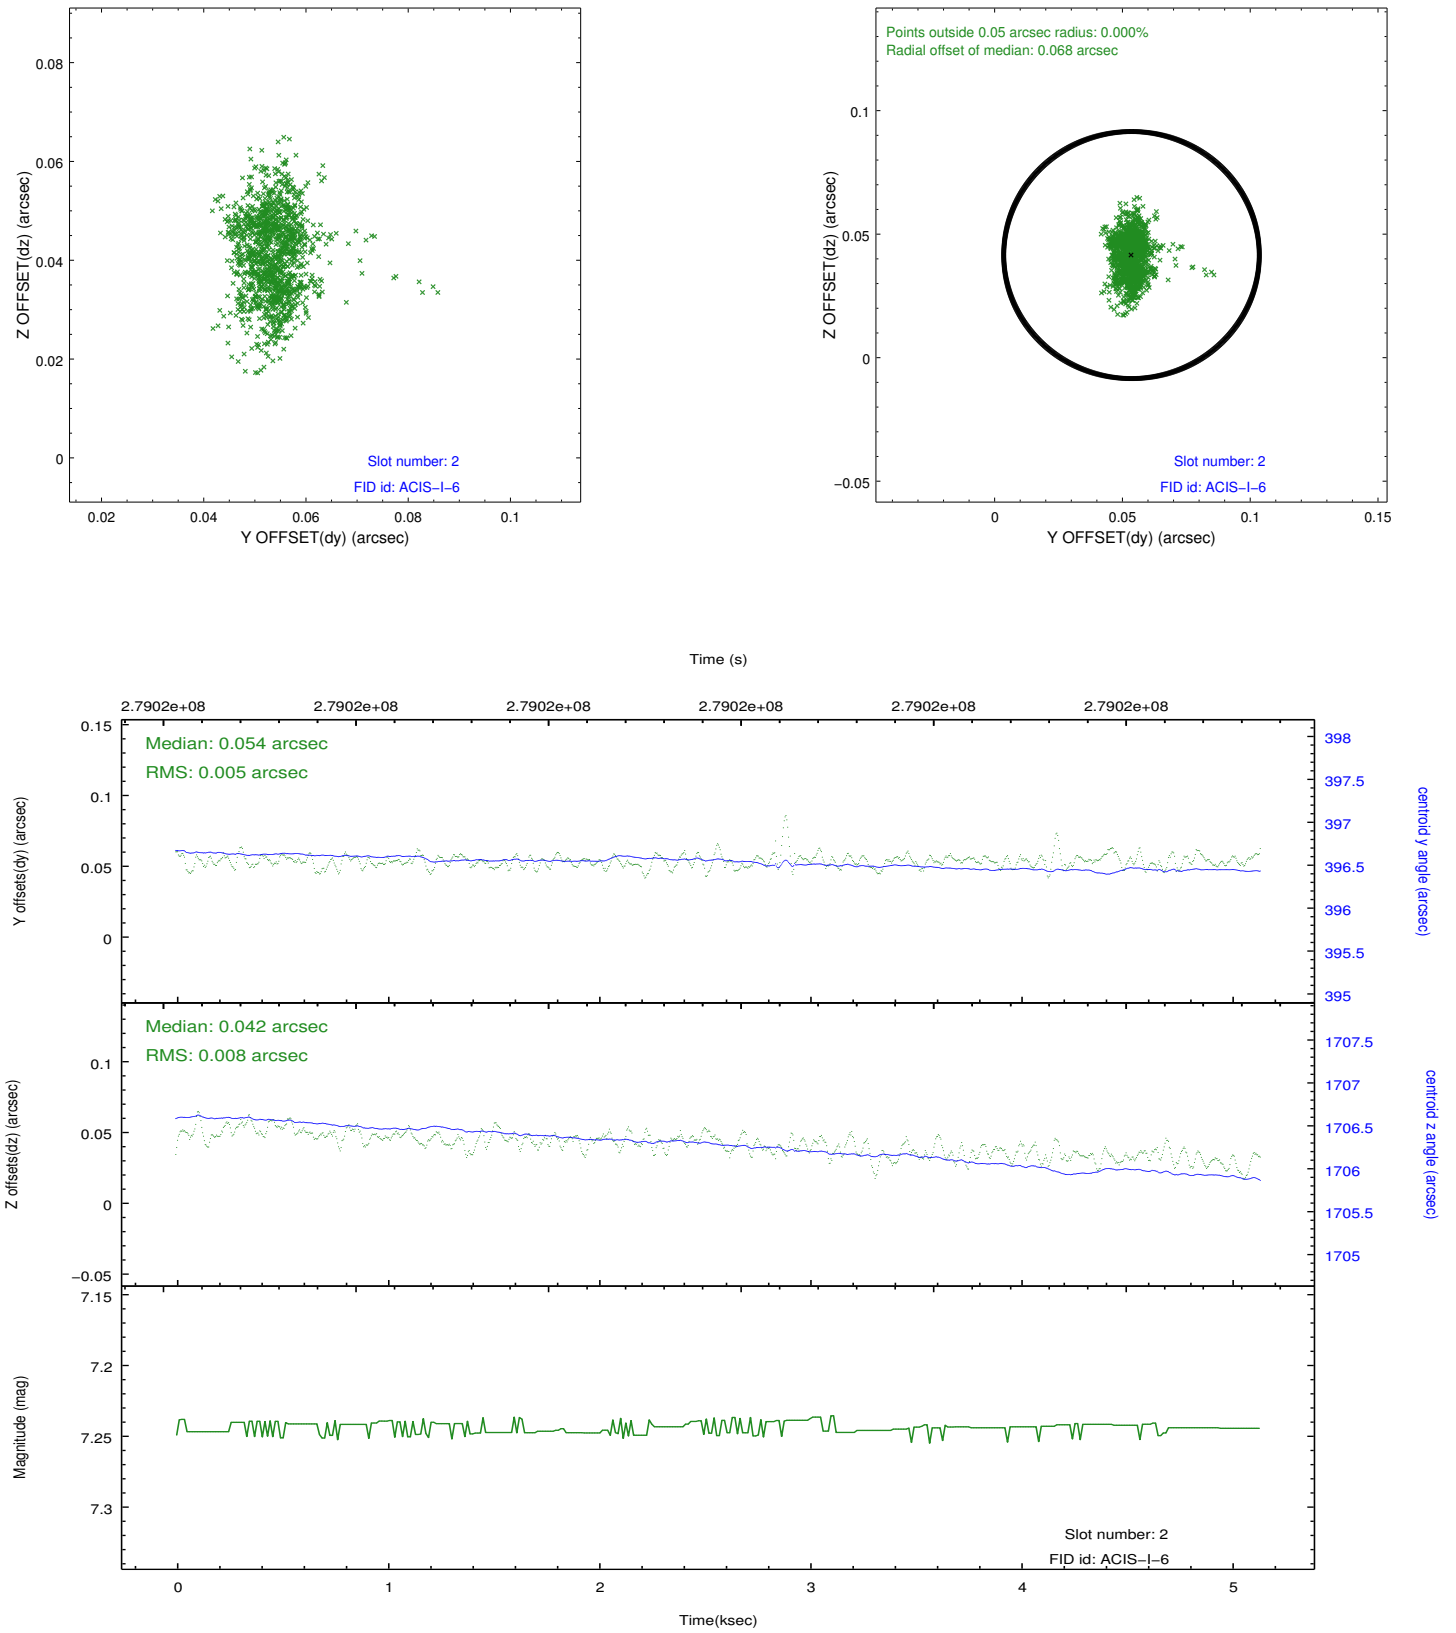 0.08
0.06
0.04
0.02
0
Z OFFSET(dz) (arcsec)
Slot number: 2
FID id: ACIS−I−6
0.02 0.04 0.06 0.08 0.1
Y OFFSET(dy) (arcsec)
Points outside 0.05 arcsec radius: 0.000%
Radial offset of median: 0.068 arcsec
0.1
0.05
0
−0.05
Z OFFSET(dz) (arcsec)
Slot number: 2
FID id: ACIS−I−6
0 0.05 0.1 0.15
Y OFFSET(dy) (arcsec)
Time (s)
2.7902e+08 2.7902e+08 2.7902e+08 2.7902e+08 2.7902e+08 2.7902e+08
0.15
0.1
0.05
0
Y offsets(dy) (arcsec)
Median: 0.054 arcsec
RMS: 0.005 arcsec
398
397.5
397
396.5
396
395.5
395
centroid y angle (arcsec)
0.1
0.05
0
−0.05
Z offsets(dz) (arcsec)
Median: 0.042 arcsec
RMS: 0.008 arcsec
1707.5
1707
1706.5
1706
1705.5
1705
centroid z angle (arcsec)
7.15
7.2
7.25
7.3
Magnitude (mag)
Slot number: 2
FID id: ACIS−I−6
0 1 2 3 4 5
Time(ksec)